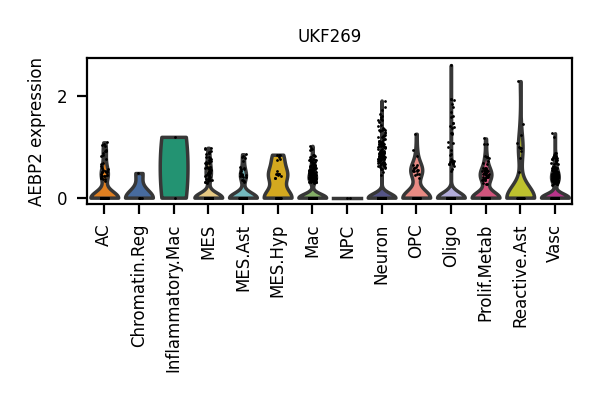 UKF269
AEBP2 expression
2
0
AC
Chromatin.Reg
Inflammatory.Mac
MES
MES.Ast
MES.Hyp
Mac
NPC
Neuron
OPC
Oligo
Prolif.Metab
Reactive.Ast
Vasc